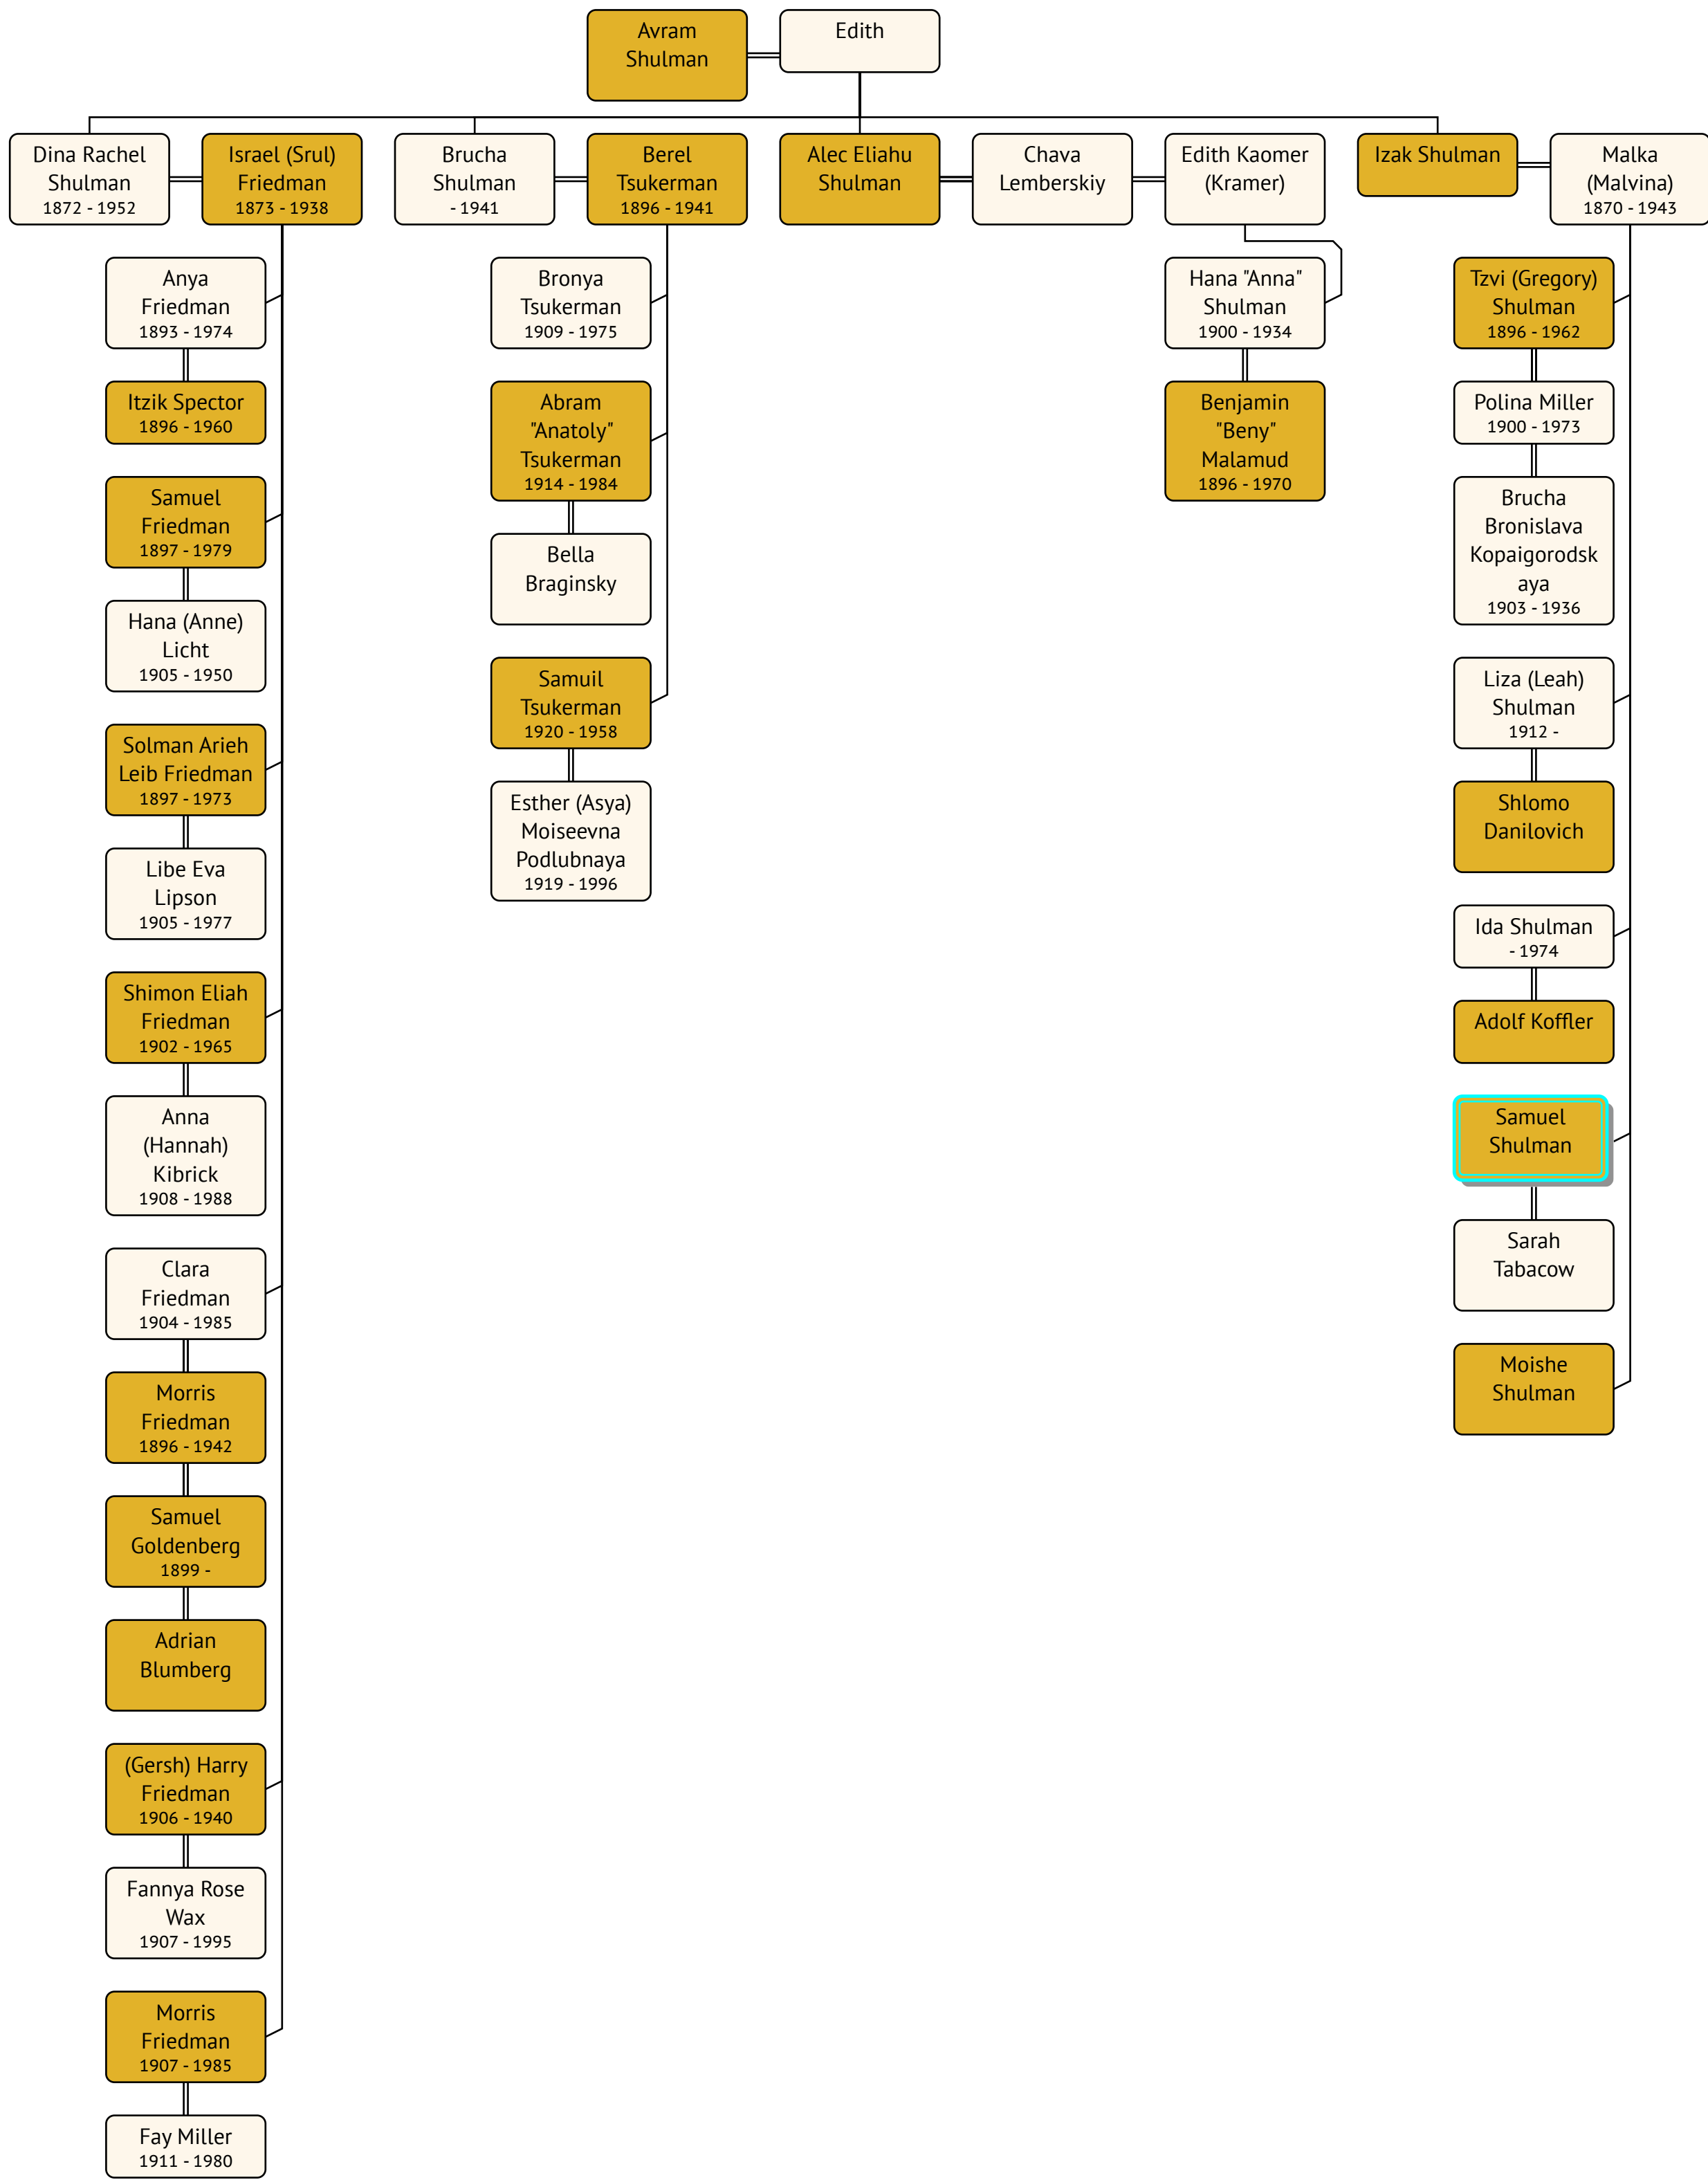 Avram
Shulman
Edith
Dina Rachel
Shulman
1872 - 1952
Israel (Srul)
Friedman
1873 - 1938
Brucha
Shulman
- 1941
Berel
Tsukerman
1896 - 1941
Alec Eliahu
Shulman
Chava
Lemberskiy
Edith Kaomer
(Kramer)
Izak Shulman
Malka
(Malvina)
1870 - 1943
Anya
Friedman
1893 - 1974
Itzik Spector
1896 - 1960
Samuel
Friedman
1897 - 1979
Hana (Anne)
Licht
1905 - 1950
Solman Arieh
Leib Friedman
1897 - 1973
Libe Eva
Lipson
1905 - 1977
Shimon Eliah
Friedman
1902 - 1965
Anna
(Hannah)
Kibrick
1908 - 1988
Clara
Friedman
1904 - 1985
Morris
Friedman
1896 - 1942
Samuel
Goldenberg
1899 -
Adrian
Blumberg
(Gersh) Harry
Friedman
1906 - 1940
Fannya Rose
Wax
1907 - 1995
Morris
Friedman
1907 - 1985
Fay Miller
1911 - 1980
Bronya
Tsukerman
1909 - 1975
Abram
"Anatoly"
Tsukerman
1914 - 1984
Bella
Braginsky
Samuil
Tsukerman
1920 - 1958
Esther (Asya)
Moiseevna
Podlubnaya
1919 - 1996
Hana "Anna"
Shulman
1900 - 1934
Benjamin
"Beny"
Malamud
1896 - 1970
Tzvi (Gregory)
Shulman
1896 - 1962
Polina Miller
1900 - 1973
Brucha
Bronislava
Kopaigorodsk
aya
1903 - 1936
Liza (Leah)
Shulman
1912 -
Shlomo
Danilovich
Ida Shulman
- 1974
Adolf Koffler
Samuel
Shulman
Sarah
Tabacow
Moishe
Shulman